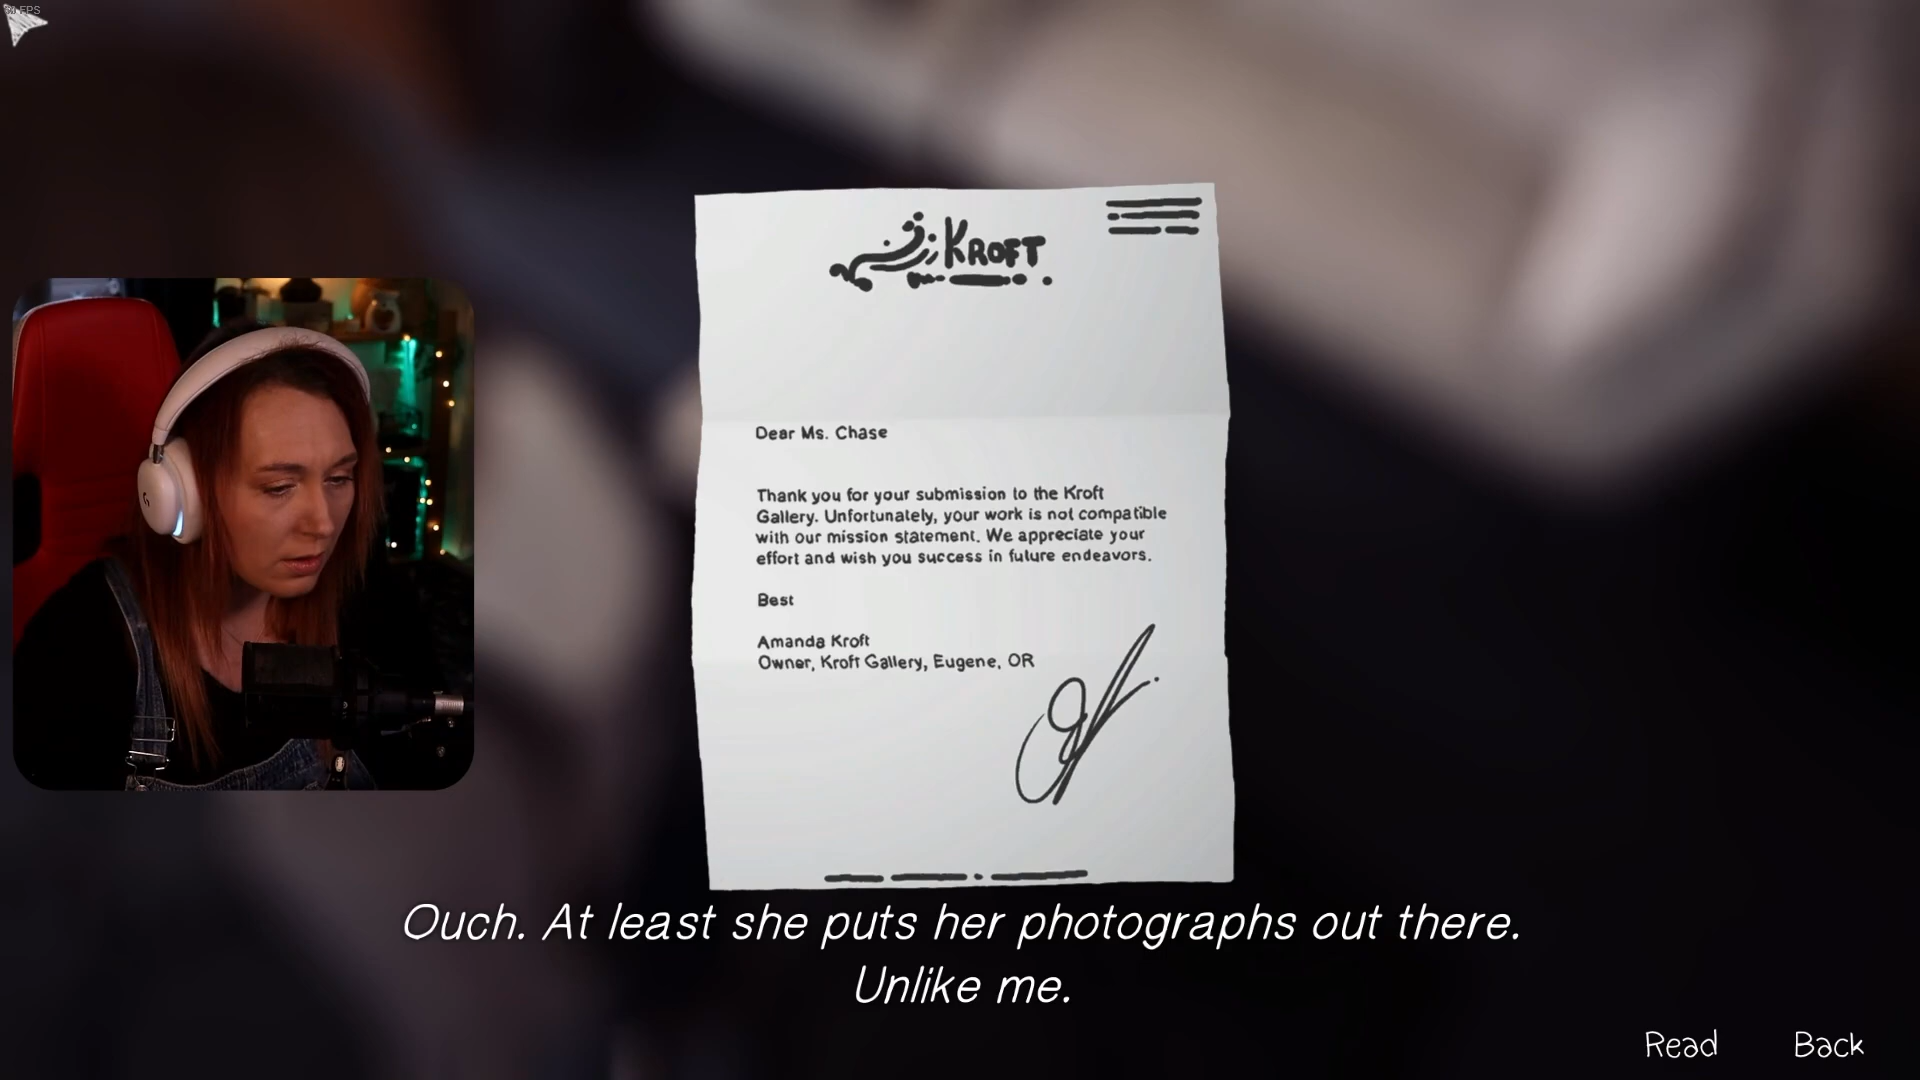 60 FPS
KROFT
Dear Ms. Chase
Thank you for your submission to the Kroft
Gallery. Unfortunately, your work is not compatible
with our mission statement. We appreciate your
effort and wish you success in future endeavors.
Best
Amanda Kroft
Owner, Kroft Gallery, Eugene, OR
Ouch. At least she puts her photographs out there.
Unlike me.
Read
Back